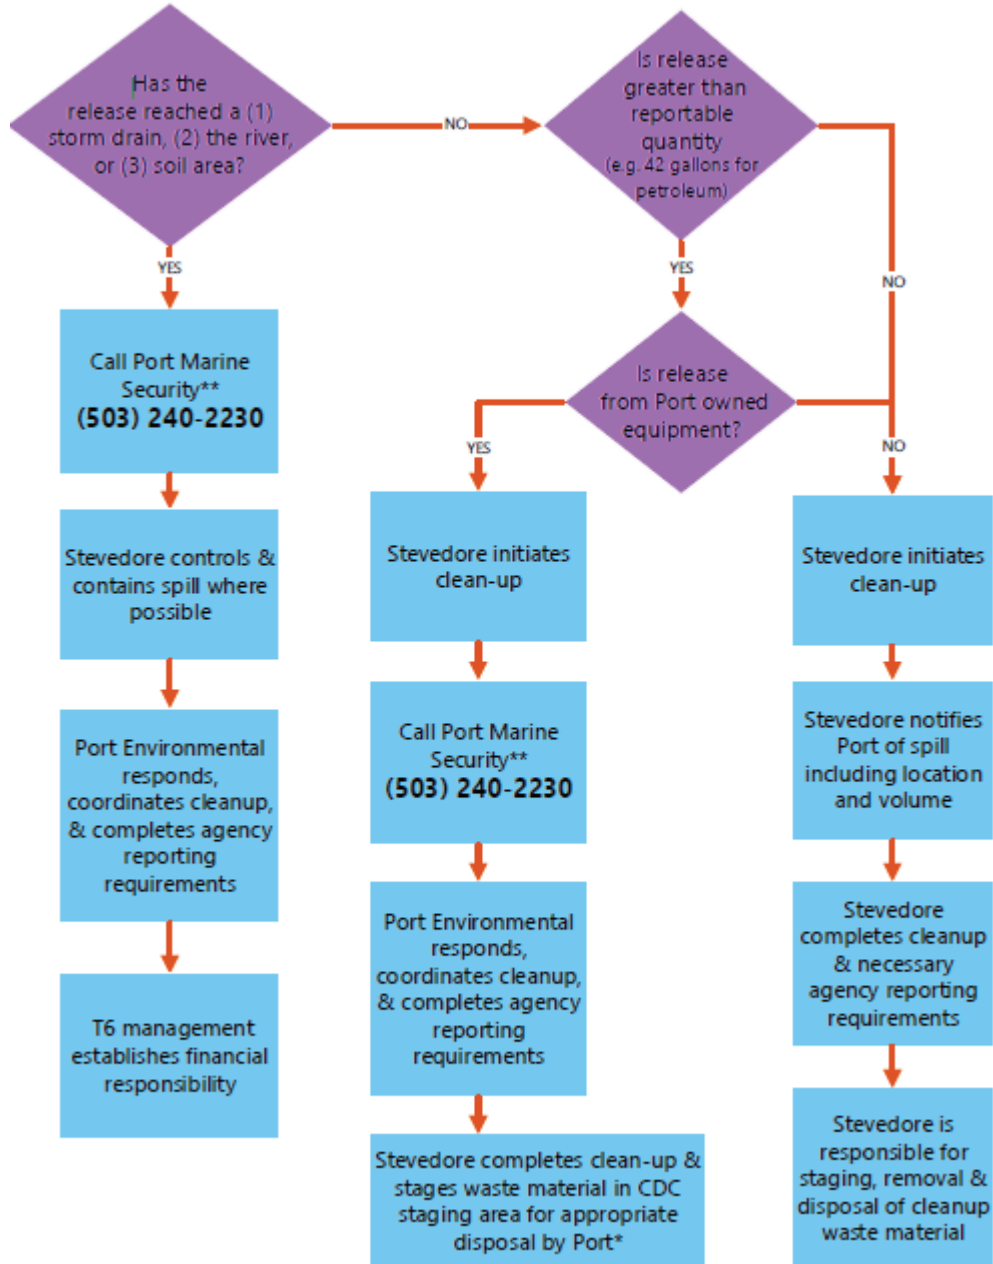 Has the
release reached a (1)
storm drain, (2) the river,
or (3) soil area?
NO
Is release
greater than
reportable
quantity
(e.g. 42 gallons for
petroleum)
YES
YES
NO
Call Port Marine
Security**
(503) 240-2230
Is release
from Port owned
equipment?
YES
NO
Stevedore controls &
contains spill where
possible
Stevedore initiates
clean-up
Stevedore initiates
clean-up
Port Environmental
responds,
coordinates cleanup,
& completes agency
reporting
requirements
Call Port Marine
Security**
(503) 240-2230
Stevedore notifies
Port of spill
including location
and volume
T6 management
establishes financial
responsibility
Port Environmental
responds,
coordinates cleanup,
& completes agency
reporting
requirements
Stevedore
completes cleanup
& necessary
agency reporting
requirements
Stevedore completes clean-up &
stages waste material in CDC
staging area for appropriate
disposal by Port*
Stevedore is
responsible for
staging, removal &
disposal of cleanup
waste material